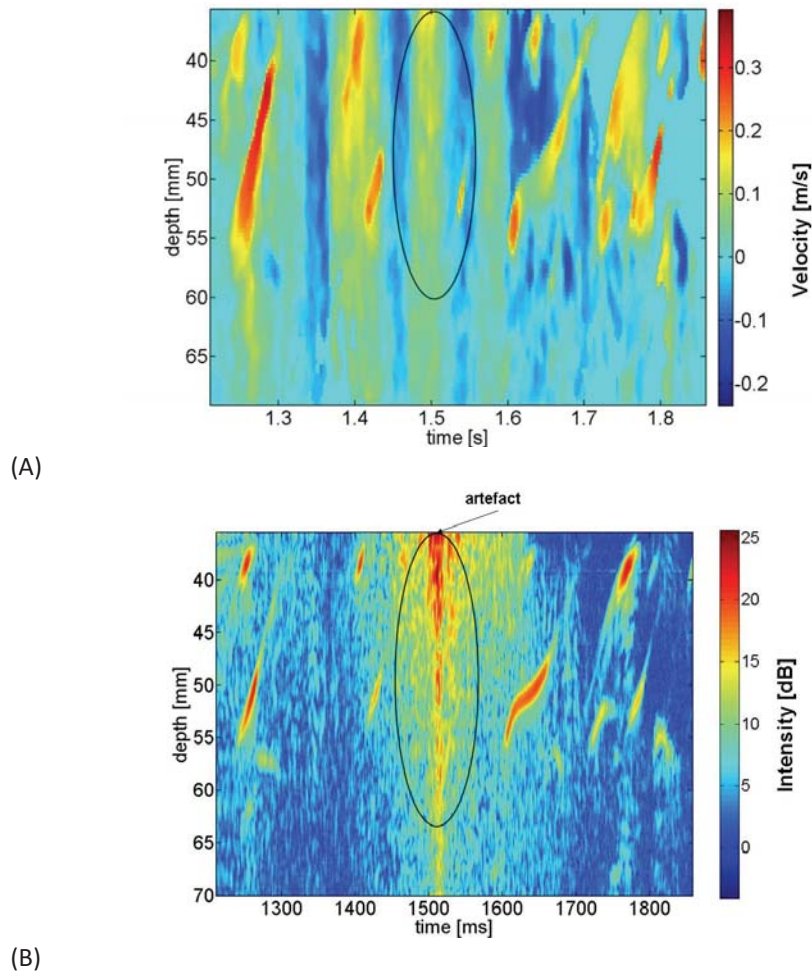 40
45
50
55
60
65
depth [mm]
1.3 1.4 1.5 1.6 1.7 1.8
time [s]
0.3
0.2
0.1
0
-0.1
-0.2
Velocity [m/s]
(A)
artefact
40
45
50
55
60
65
70
depth [mm]
1300 1400 1500 1600 1700 1800
time [ms]
25
20
15
10
5
0
Intensity [dB]
(B)